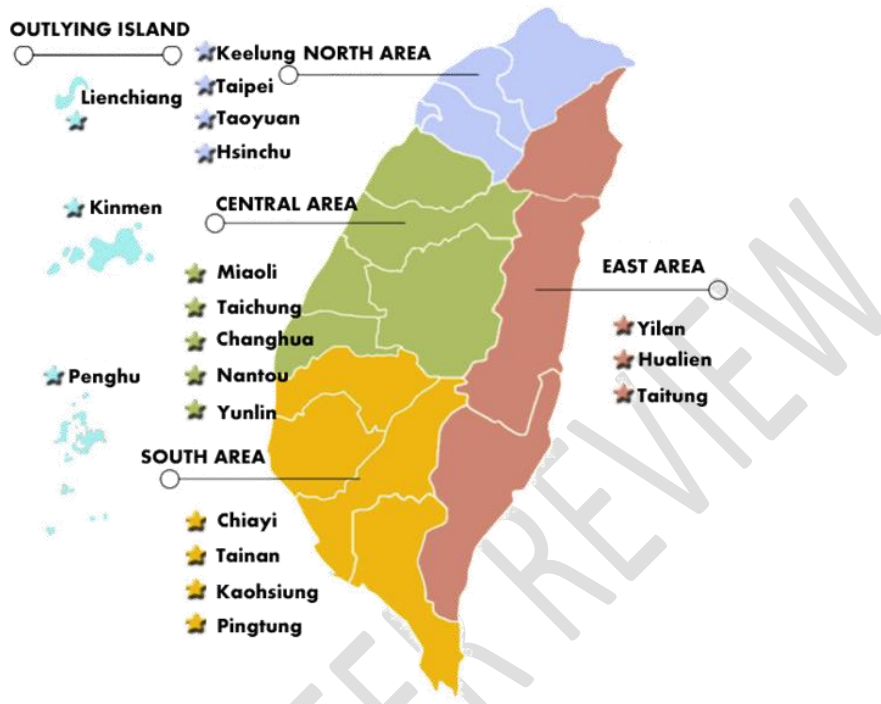 OUTLYING ISLAND
Lienchiang
Kinmen
Penghu
NORTH AREA
Keelung
Taipei
Taoyuan
Hsinchu
CENTRAL AREA
Miaoli
Taichung
Changhua
Nantou
Yunlin
SOUTH AREA
Chiayi
Tainan
Kaohsiung
Pingtung
EAST AREA
Yilan
Hualien
Taitung
ER REVIEW